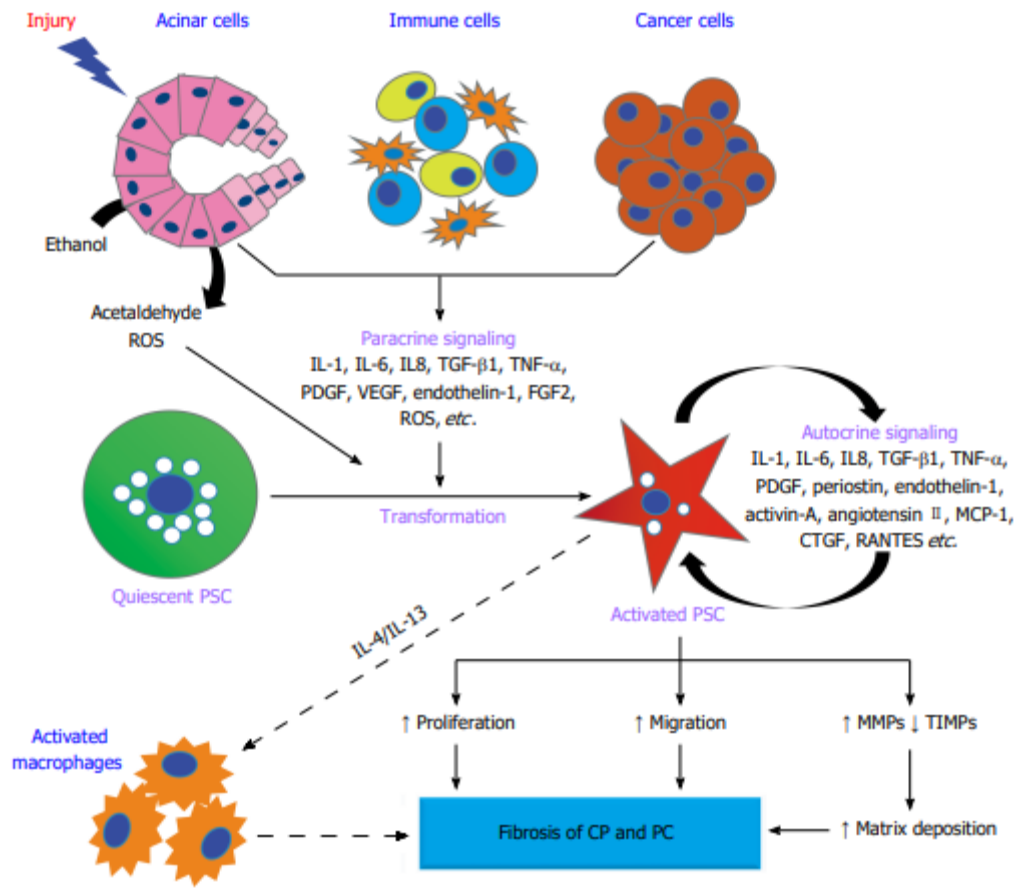 Injury
Acinar cells
Immune cells
Cancer cells
Ethanol
Acetaldehyde
ROS
Paracrine signaling
IL-1, IL-6, IL8, TGF-β1, TNF-α,
PDGF, VEGF, endothelin-1, FGF2,
ROS, etc.
Autocrine signaling
IL-1, IL-6, IL8, TGF-β1, TNF-α,
PDGF, periostin, endothelin-1,
activin-A, angiotensin Ⅱ, MCP-1,
CTGF, RANTES etc.
Transformation
Quiescent PSC
Activated PSC
IL-4/IL-13
↑ Proliferation
↑ Migration
↑ MMPs ↓ TIMPs
Activated
macrophages
Fibrosis of CP and PC
↑ Matrix deposition